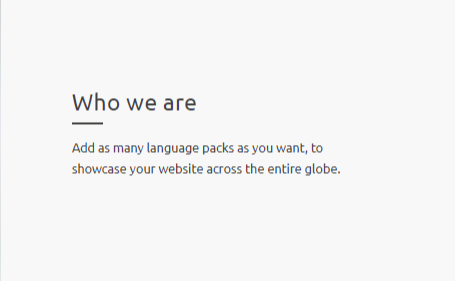 Who we are
Add as many language packs as you want, to
showcase your website across the entire globe.